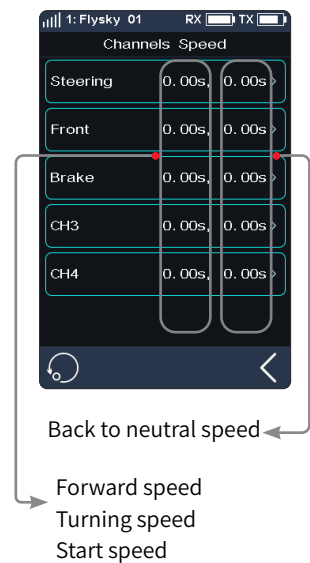 1: Flysky 01 RX TX
Channels Speed
Steering 0.00s, 0.00s
Front 0.00s, 0.00s
Brake 0.00s, 0.00s
CH3 0.00s, 0.00s
CH4 0.00s, 0.00s
Back to neutral speed
Forward speed
Turning speed
Start speed